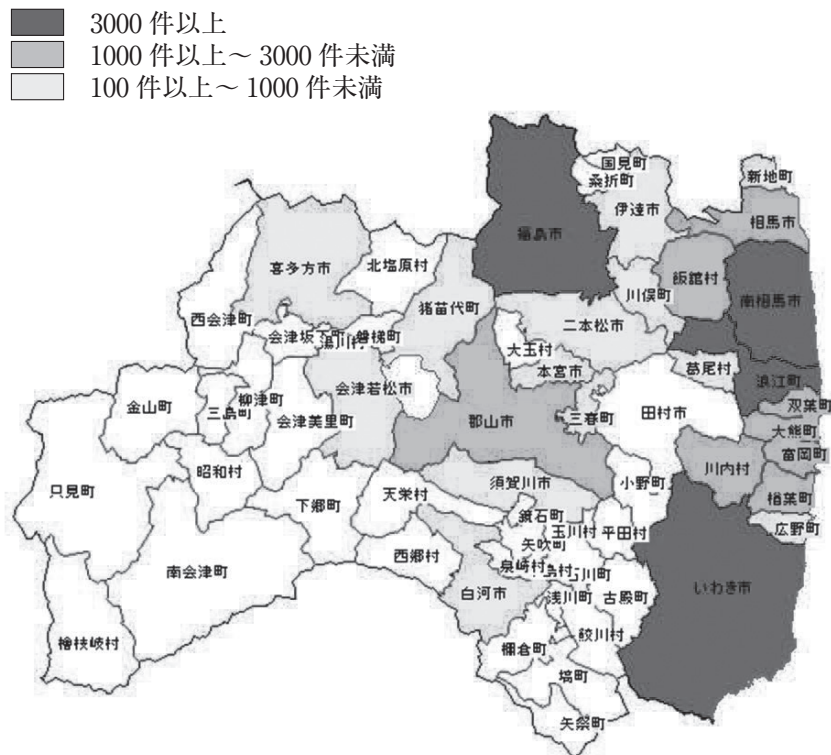 3000 件以上
1000 件以上～ 3000 件未満
100 件以上～ 1000 件未満
国見町
桑折町
新地町
伊達市
相馬市
福島市
喜多方市
北塩原村
飯舘村
川俣町
南相馬市
猪苗代町
西会津町
二本松市
会津坂下町
湯川村
磐梯町
大玉村
葛尾村
本宮市
浪江町
会津若松市
双葉町
柳津町
金山町
三島町
会津美里町
郡山市
三春町
田村市
大熊町
富岡町
昭和村
川内村
只見町
須賀川市
小野町
下郷町
天栄村
楢葉町
鏡石町
玉川村
平田村
広野町
矢吹町
西郷村
泉崎村
島村
川町
南会津町
白河市
浅川町
古殿町
いわき市
檜枝岐村
鮫川村
棚倉町
塙町
矢祭町